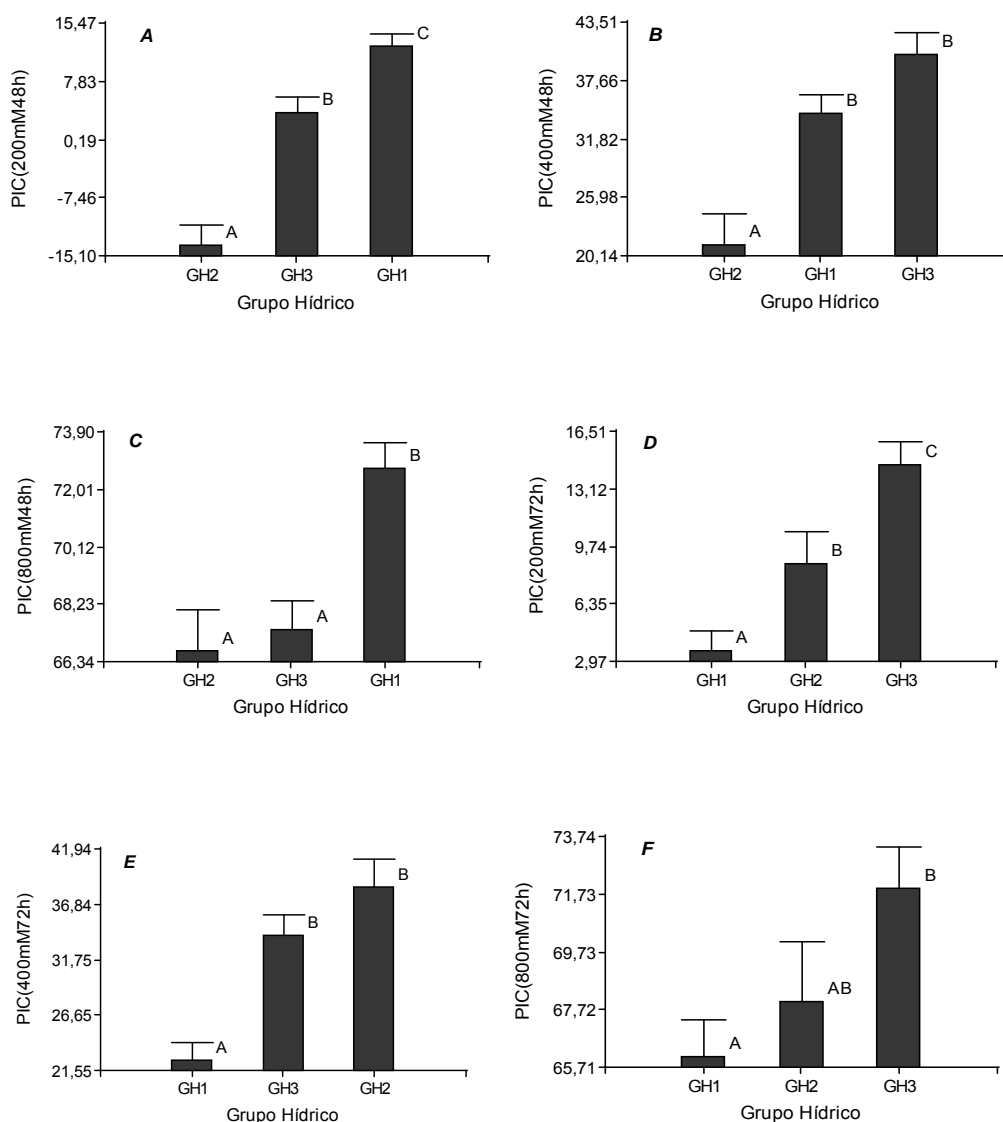 A
PIC(200mM48h)
15,47
7,83
0,19
-7,46
-15,10
A
B
C
GH2
GH3
GH1
Grupo Hídrico
B
PIC(400mM48h)
43,51
37,66
31,82
25,98
20,14
A
B
B
GH2
GH1
GH3
Grupo Hídrico
C
PIC(800mM48h)
73,90
72,01
70,12
68,23
66,34
A
A
B
GH2
GH3
GH1
Grupo Hídrico
D
PIC(200mM72h)
16,51
13,12
9,74
6,35
2,97
A
B
C
GH1
GH2
GH3
Grupo Hídrico
E
PIC(400mM72h)
41,94
36,84
31,75
26,65
21,55
A
B
B
GH1
GH3
GH2
Grupo Hídrico
F
PIC(800mM72h)
73,74
71,73
69,73
67,72
65,71
A
AB
B
GH1
GH2
GH3
Grupo Hídrico